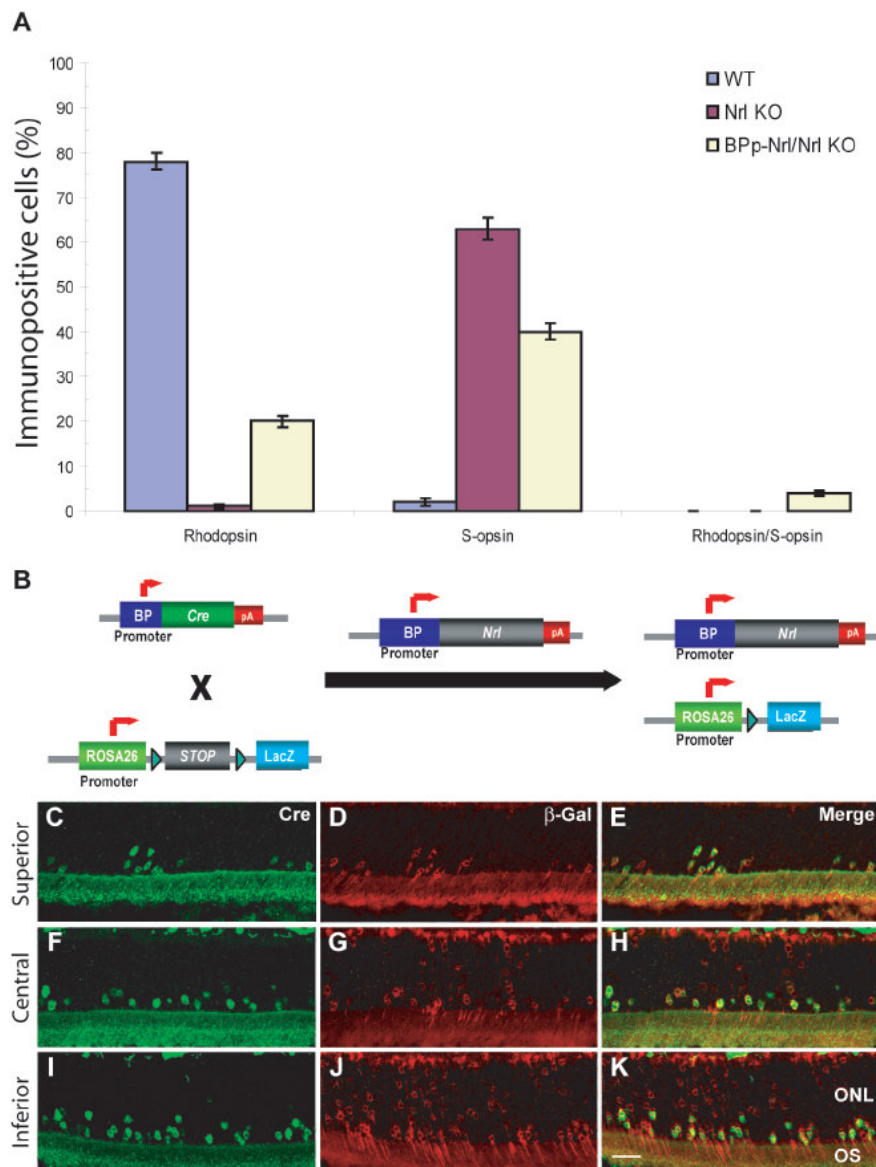 A
Immunopositive cells (%)
100
90
80
70
60
50
40
30
20
10
0
WT
Nrl KO
BPp-Nrl/Nrl KO
Rhodopsin
S-opsin
Rhodopsin/S-opsin
B
BP Cre pA
Promoter
X
ROSA26 STOP LacZ
Promoter
BP Nrl pA
Promoter
BP Nrl pA
Promoter
ROSA26 LacZ
Promoter
Superior
C Cre
D β-Gal
E Merge
Central
F
G
H
Inferior
I
J
K ONL
OS